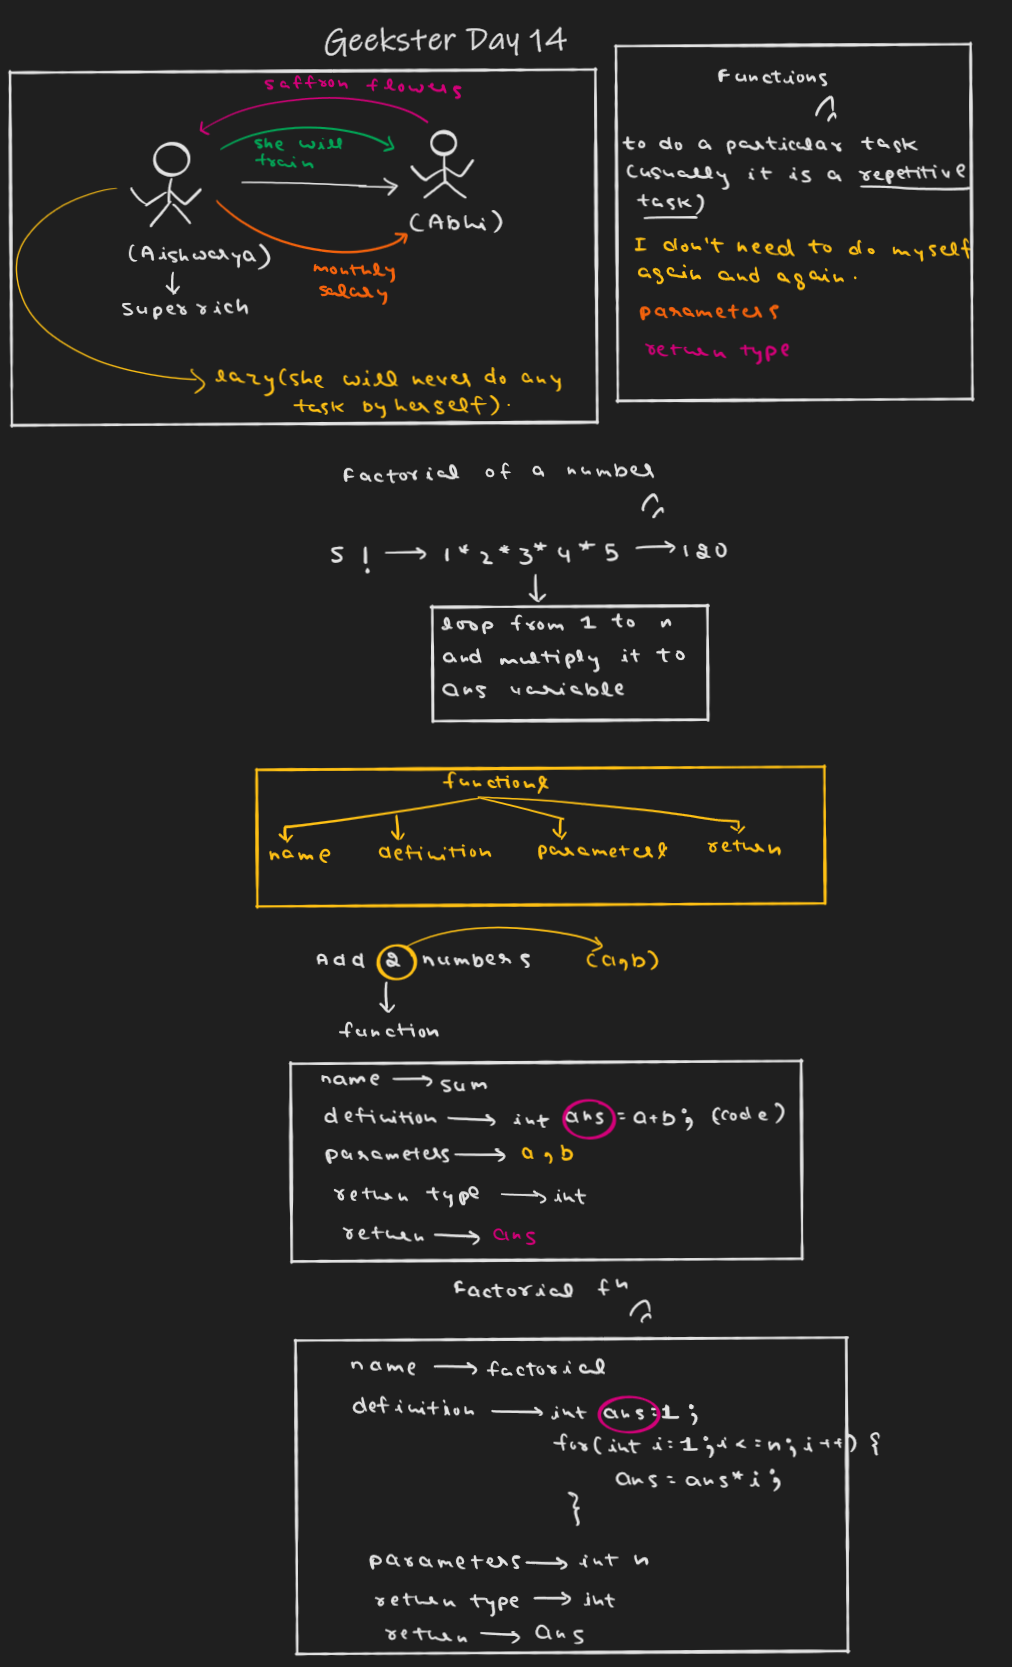 Geekster Day 14
saffron flowers
she will
train
(Abhi)
(Aishwarya)
monthly
salary
super rich
lazy(she will never do any
task by herself).
Functions
to do a particular task
(usually it is a repetitive
task)
I don't need to do myself
again and again.
parameters
return type
Factorial of a number
5 ! → 1 * 2 * 3 * 4 * 5 → 120
loop from 1 to n
and multiply it to
ans variable
functions
name definition parameters return
Add 2 numbers (a,b)
function
name → sum
definition → int ans = a+b; (code)
parameters → a,b
return type → int
return → ans
Factorial fn
name → factorial
definition → int ans=1;
for(int i=1;i<=n;i++) {
ans=ans*i;
}
parameters → int n
return type → int
return → ans